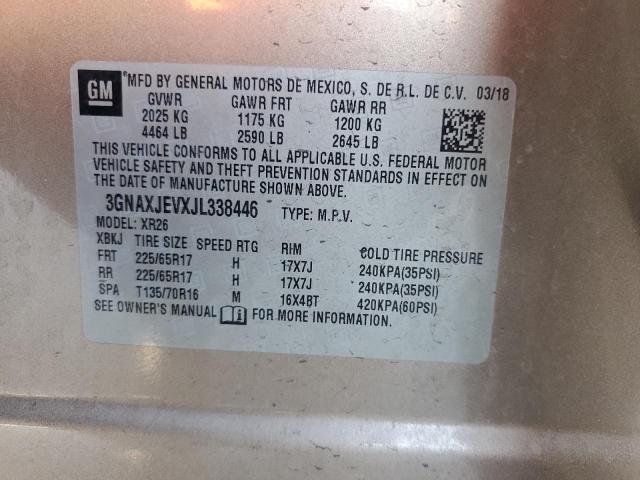 GM
*MFD BY GENERAL MOTORS DE MEXICO, S. DE R.L. DE C.V. 03/18
GVWR GAWR FRT GAWR RR
2025 KG 1175 KG 1200 KG
4464 LB 2590 LB 2645 LB
THIS VEHICLE CONFORMS TO ALL APPLICABLE U.S. FEDERAL MOTOR
VEHICLE SAFETY AND THEFT PREVENTION STANDARDS IN EFFECT ON
THE DATE OF MANUFACTURE SHOWN ABOVE.
3GNAXJEVXJL338446 TYPE: M.P.V.
MODEL: XR26
XBKJ TIRE SIZE SPEED RTG RIM COLD TIRE PRESSURE
FRT 225/65R17 H 17X7J 240KPA(35PSI)
RR 225/65R17 H 17X7J 240KPA(35PSI)
SPA T135/70R16 M 16X4BT 420KPA(60PSI)
SEE OWNER'S MANUAL FOR MORE INFORMATION.